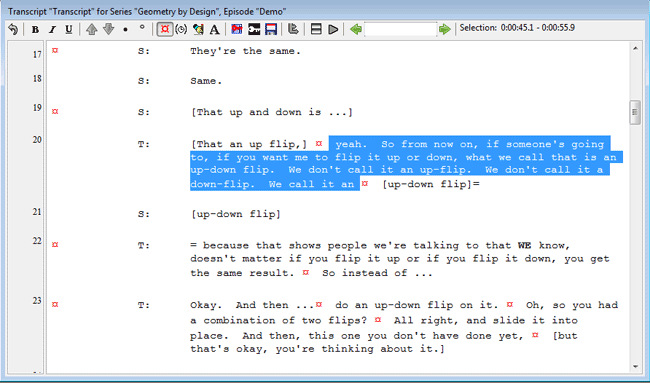 Transcript "Transcript" for Series "Geometry by Design", Episode "Demo"
B I U A Selection: 0:00:45.1 - 0:00:55.9
17 ¤ S: They're the same.
18 S: Same.
19 ¤ S: [That up and down is ...]
20 T: [That an up flip,] ¤ yeah. So from now on, if someone's going
to, if you want me to flip it up or down, what we call that is an
up-down flip. We don't call it an up-flip. We don't call it a
down-flip. We call it an ¤ [up-down flip]=
21 S: [up-down flip]
22 ¤ T: = because that shows people we're talking to that WE know,
doesn't matter if you flip it up or if you flip it down, you get
the same result. ¤ So instead of ...
23 ¤ T: Okay. And then ...¤ do an up-down flip on it. ¤ Oh, so you had
a combination of two flips? ¤ All right, and slide it into
place. And then, this one you don't have done yet, ¤ [but
that's okay, you're thinking about it.]